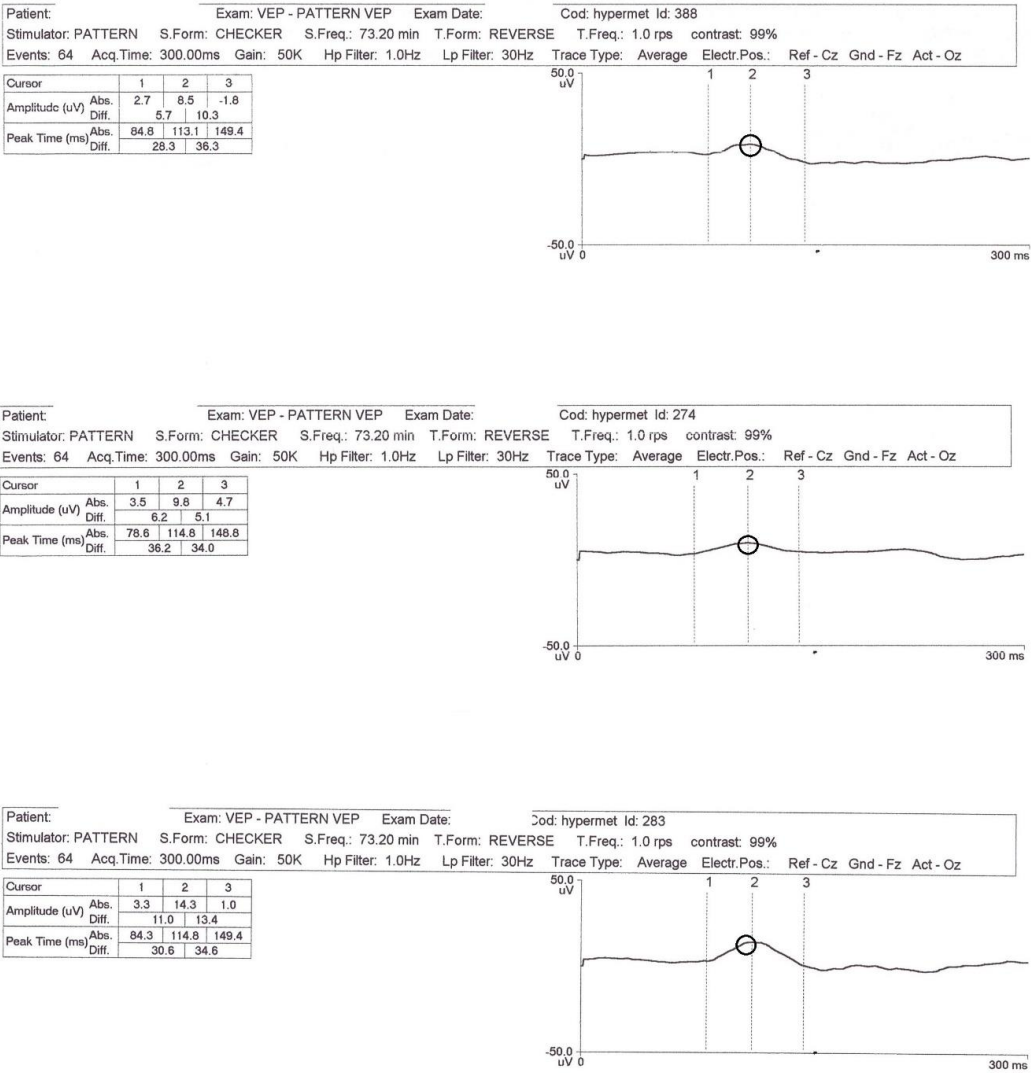 Patient: Exam: VEP - PATTERN VEP Exam Date: Cod: hypermet Id: 388
Stimulator: PATTERN S.Form: CHECKER S.Freq.: 73.20 min T.Form: REVERSE T.Freq.: 1.0 rps contrast: 99%
Events: 64 Acq.Time: 300.00ms Gain: 50K Hp Filter: 1.0Hz Lp Filter: 30Hz Trace Type: Average Electr.Pos.: Ref - Cz Gnd - Fz Act - Oz
Cursor 1 2 3
Amplitude (uV) Abs. 2.7 8.5 -1.8
Diff. 5.7 10.3
Peak Time (ms) Abs. 84.8 113.1 149.4
Diff. 28.3 36.3
50.0 uV
1 2 3
-50.0 uV 0 300 ms
Patient: Exam: VEP - PATTERN VEP Exam Date: Cod: hypermet Id: 274
Stimulator: PATTERN S.Form: CHECKER S.Freq.: 73.20 min T.Form: REVERSE T.Freq.: 1.0 rps contrast: 99%
Events: 64 Acq.Time: 300.00ms Gain: 50K Hp Filter: 1.0Hz Lp Filter: 30Hz Trace Type: Average Electr.Pos.: Ref - Cz Gnd - Fz Act - Oz
Cursor 1 2 3
Amplitude (uV) Abs. 3.5 9.8 4.7
Diff. 6.2 5.1
Peak Time (ms) Abs. 78.6 114.8 148.8
Diff. 36.2 34.0
50.0 uV
1 2 3
-50.0 uV 0 300 ms
Patient: Exam: VEP - PATTERN VEP Exam Date: Cod: hypermet Id: 283
Stimulator: PATTERN S.Form: CHECKER S.Freq.: 73.20 min T.Form: REVERSE T.Freq.: 1.0 rps contrast: 99%
Events: 64 Acq.Time: 300.00ms Gain: 50K Hp Filter: 1.0Hz Lp Filter: 30Hz Trace Type: Average Electr.Pos.: Ref - Cz Gnd - Fz Act - Oz
Cursor 1 2 3
Amplitude (uV) Abs. 3.3 14.3 1.0
Diff. 11.0 13.4
Peak Time (ms) Abs. 84.3 114.8 149.4
Diff. 30.6 34.6
50.0 uV
1 2 3
-50.0 uV 0 300 ms